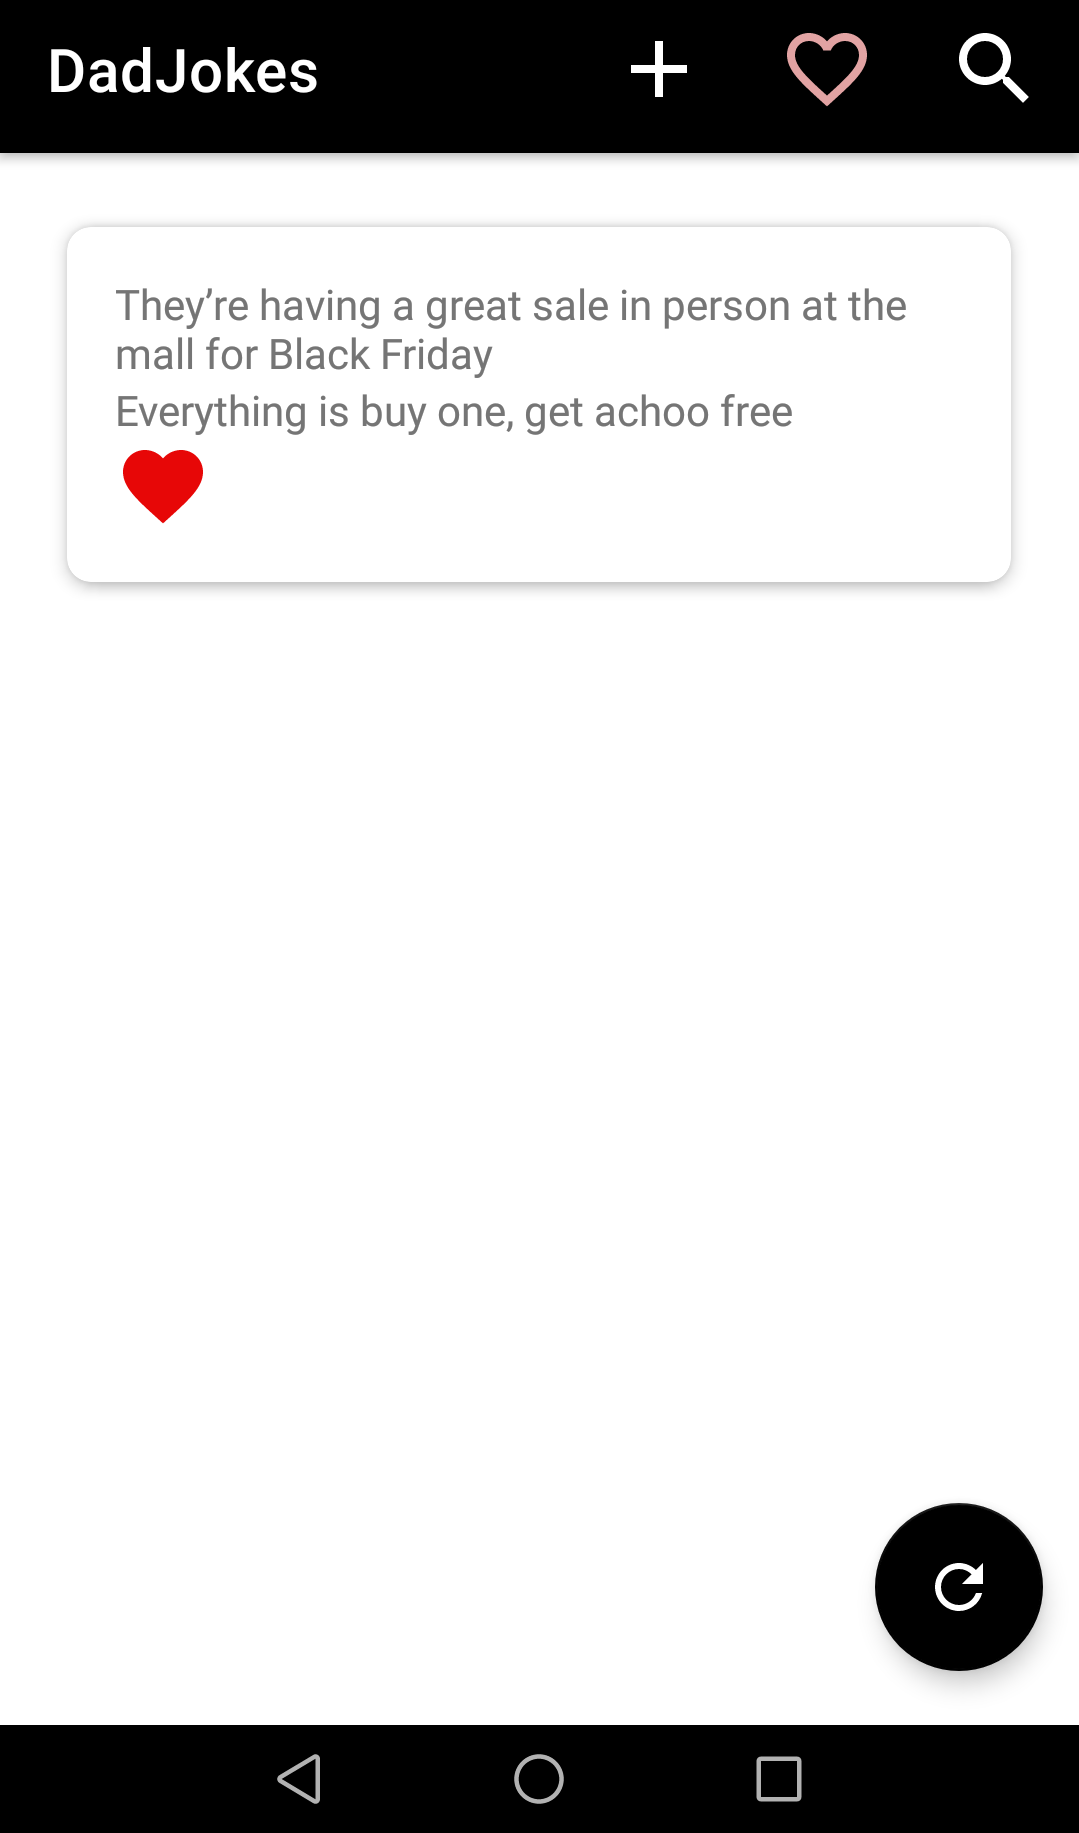 DadJokes
They’re having a great sale in person at the
mall for Black Friday
Everything is buy one, get achoo free